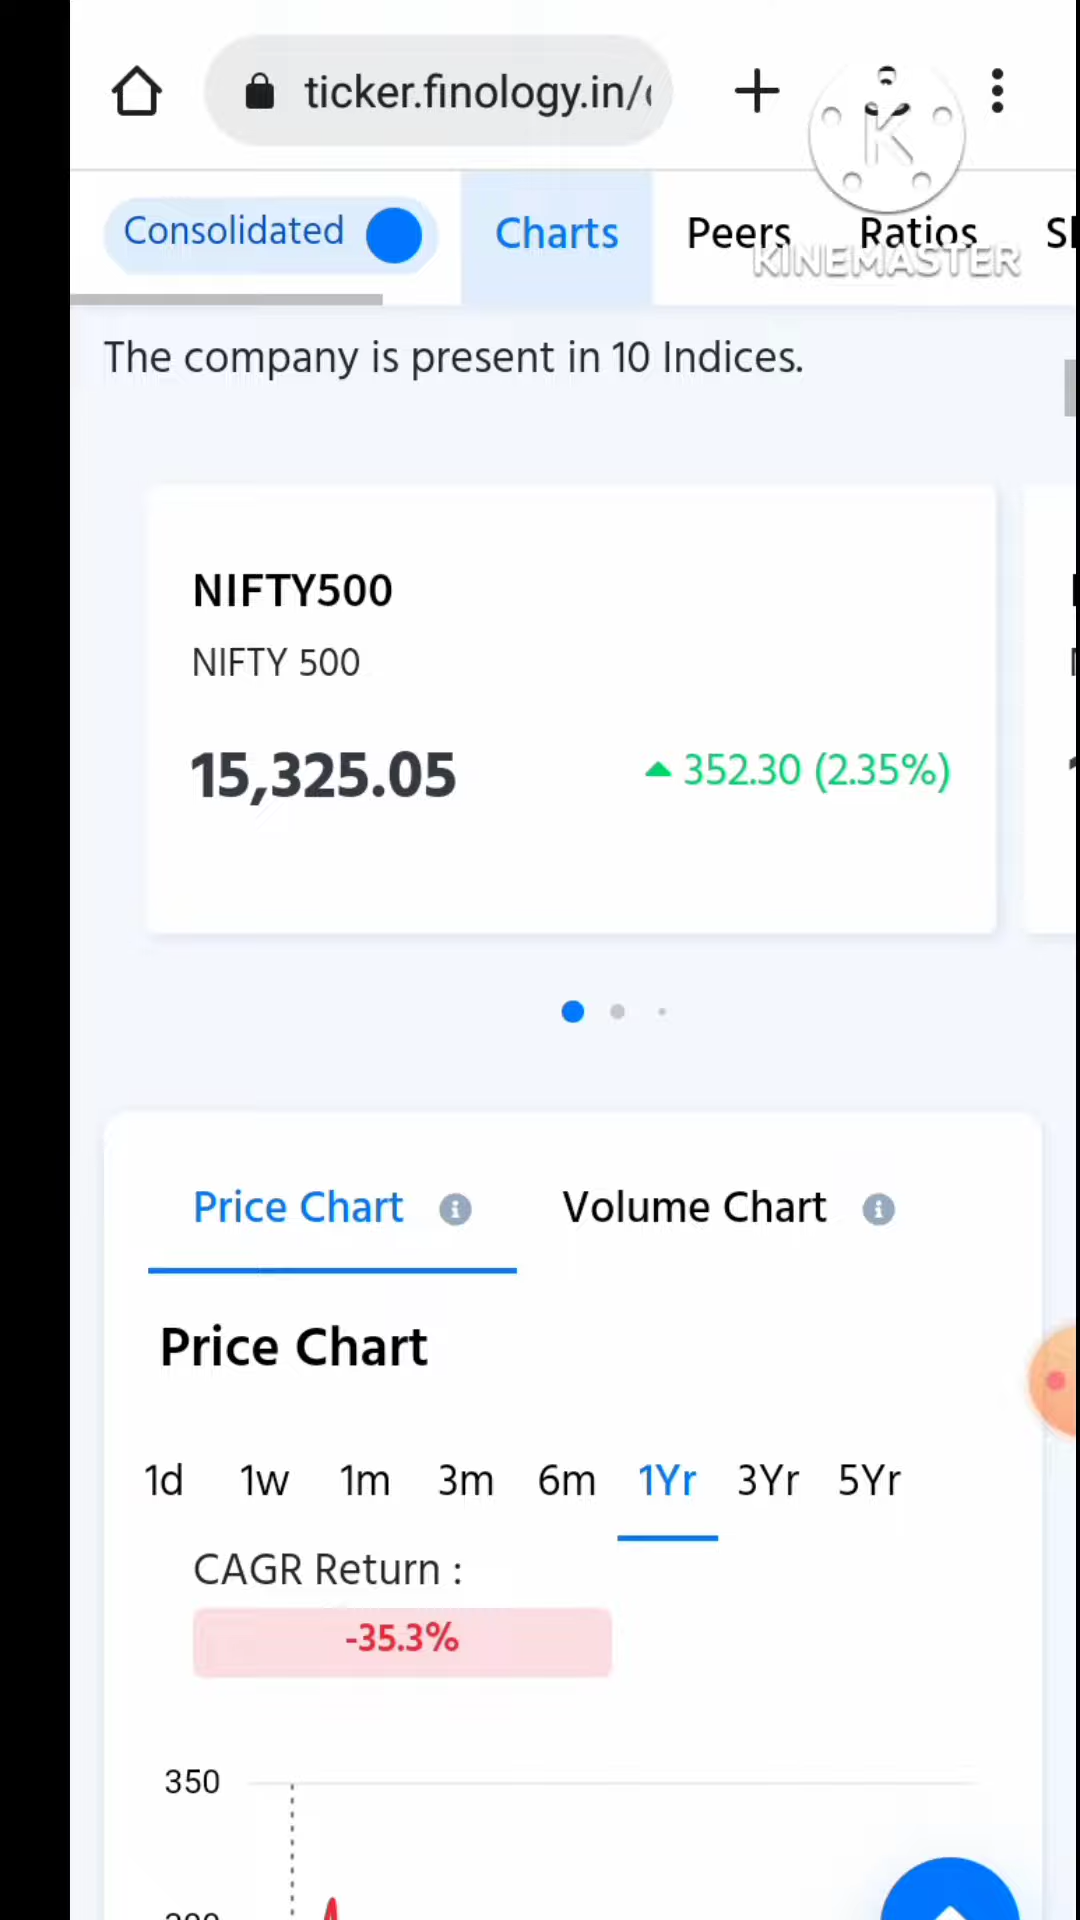 ticker.finology.in/
K
KINEMASTER
Consolidated Charts Peers Ratios
The company is present in 10 Indices.
NIFTY500
NIFTY 500
15,325.05 352.30 (2.35%)
Price Chart Volume Chart
Price Chart
1d 1w 1m 3m 6m 1Yr 3Yr 5Yr
CAGR Return :
-35.3%
350